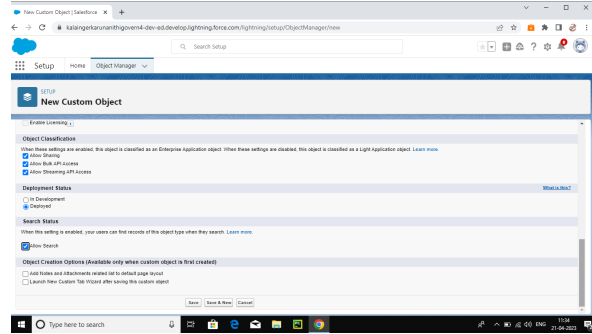 New Custom Object | Salesforce
kalaingerkarunanithigovern4-dev-ed.develop.lightning.force.com/lightning/setup/ObjectManager/new
Search Setup
Setup
Home
Object Manager
SETUP
New Custom Object
Enable Licensing
Object Classification
When these settings are enabled, this object is classified as an Enterprise Application object. When these settings are disabled, this object is classified as a Light Application object. Learn more.
Allow Sharing
Allow Bulk API Access
Allow Streaming API Access
Deployment Status
What is this?
In Development
Deployed
Search Status
When this setting is enabled, your users can find records of this object type when they search. Learn more.
Allow Search
Object Creation Options (Available only when custom object is first created)
Add Notes and Attachments related list to default page layout
Launch New Custom Tab Wizard after saving this custom object
Save
Save & New
Cancel
Type here to search
ENG
11:34
21-04-2023